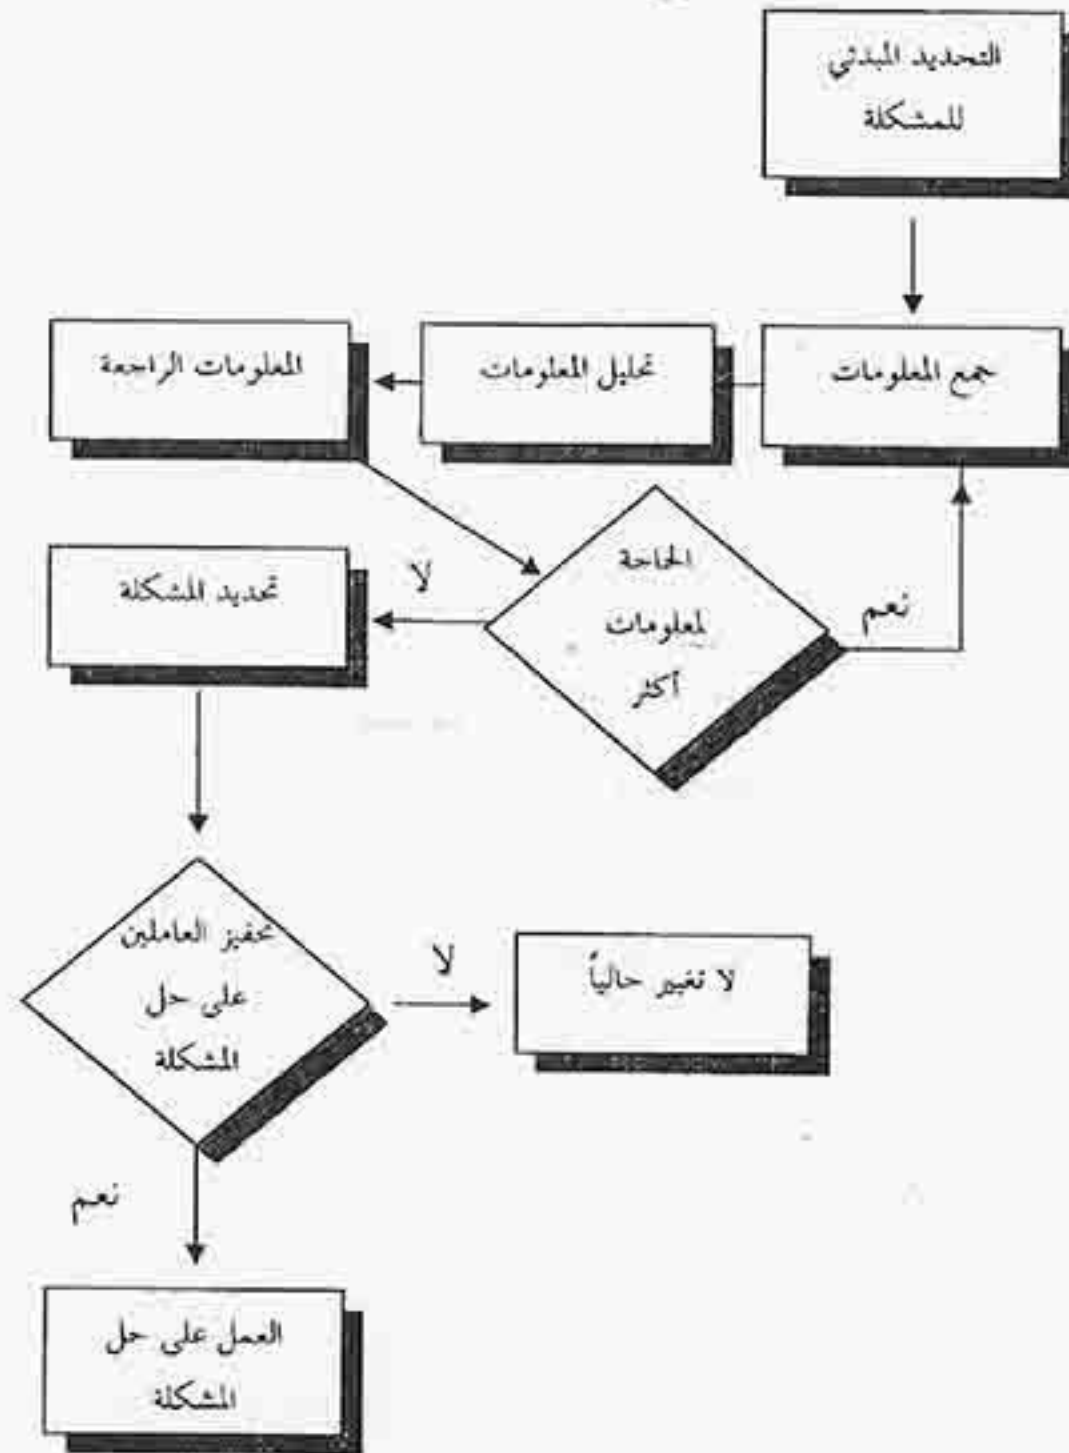 التحديد المبدئي
للمشكلة
جمع المعلومات
تحليل المعلومات
المعلومات الراجعة
الحاجة
لمعلومات
أكثر
نعم
لا
تحديد المشكلة
تحفيز العاملين
على حل
المشكلة
لا
لا تغيير حالياً
نعم
العمل على حل
المشكلة